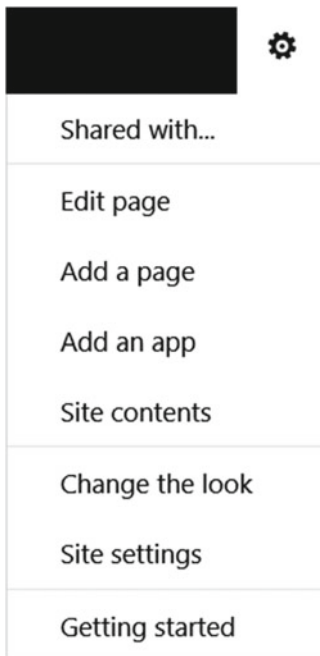 Shared with...
Edit page
Add a page
Add an app
Site contents
Change the look
Site settings
Getting started